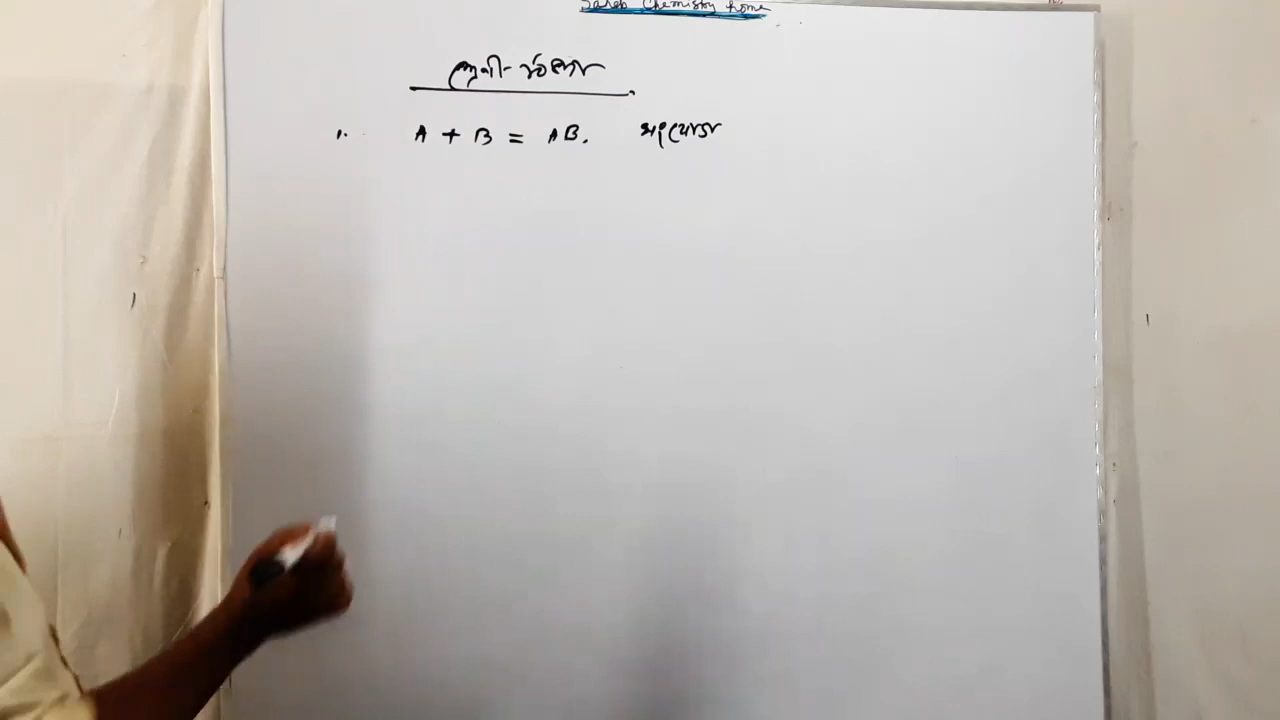 Chemistry home
শ্রেণী-
1. A + B = AB. সংযোজন